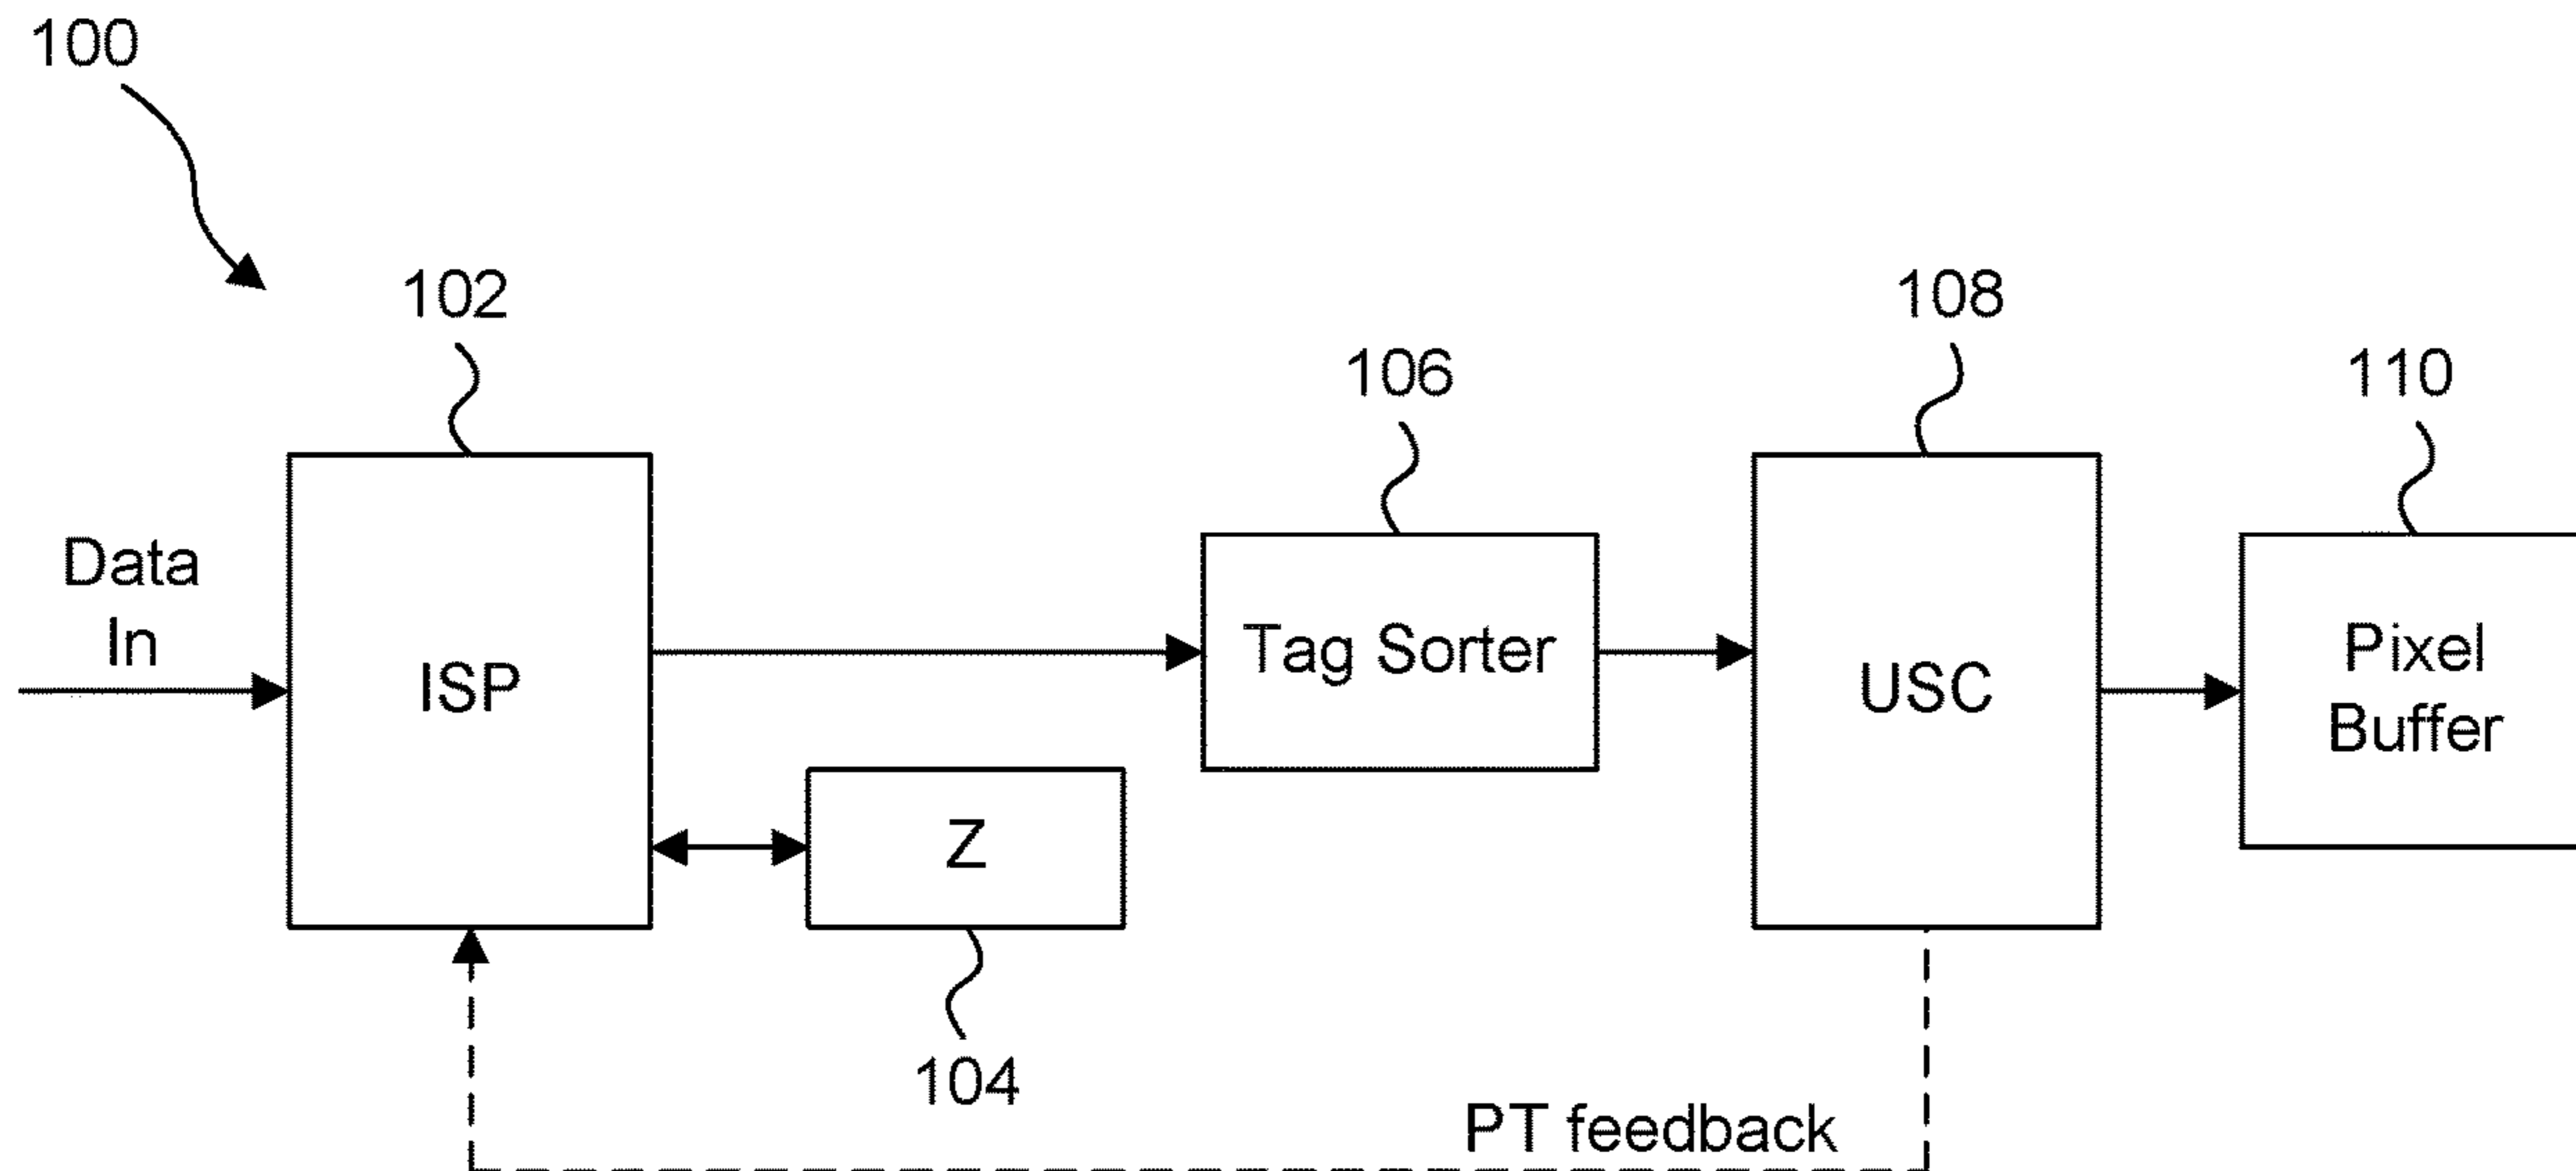 100
102
108
106
110
Data
In
ISP
Tag Sorter
USC
Pixel
Buffer
Z
104
PT feedback